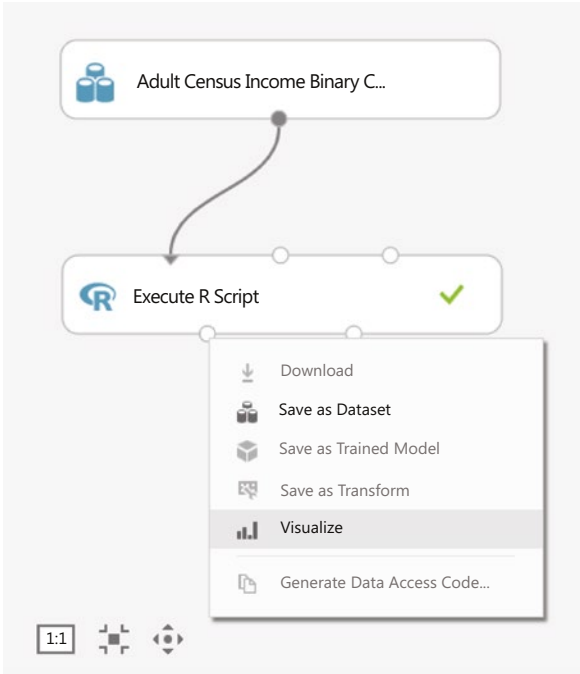 Adult Census Income Binary C...
R Execute R Script
Download
Save as Dataset
Save as Trained Model
Save as Transform
Visualize
Generate Data Access Code...
1:1